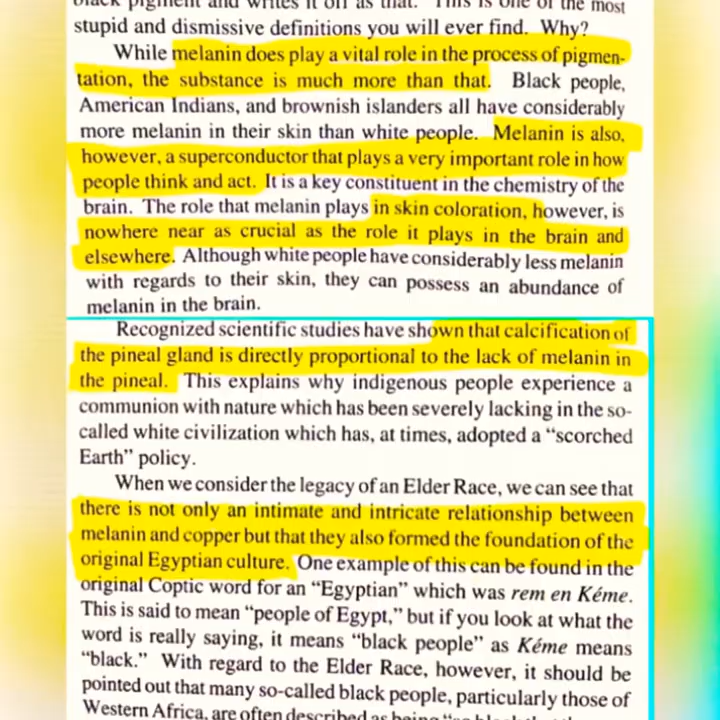 black pigment and writes it off as that. This is one of the most
stupid and dismissive definitions you will ever find. Why?
While melanin does play a vital role in the process of pigmen-
tation, the substance is much more than that. Black people,
American Indians, and brownish islanders all have considerably
more melanin in their skin than white people. Melanin is also,
however, a superconductor that plays a very important role in how
people think and act. It is a key constituent in the chemistry of the
brain. The role that melanin plays in skin coloration, however, is
nowhere near as crucial as the role it plays in the brain and
elsewhere. Although white people have considerably less melanin
with regards to their skin, they can possess an abundance of
melanin in the brain.
Recognized scientific studies have shown that calcification of
the pineal gland is directly proportional to the lack of melanin in
the pineal. This explains why indigenous people experience a
communion with nature which has been severely lacking in the so-
called white civilization which has, at times, adopted a “scorched
Earth” policy.
When we consider the legacy of an Elder Race, we can see that
there is not only an intimate and intricate relationship between
melanin and copper but that they also formed the foundation of the
original Egyptian culture. One example of this can be found in the
original Coptic word for an “Egyptian” which was rem en Kéme.
This is said to mean “people of Egypt,” but if you look at what the
word is really saying, it means “black people” as Kéme means
“black.” With regard to the Elder Race, however, it should be
pointed out that many so-called black people, particularly those of
Western Africa, are often described as being